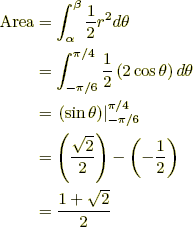 Area = ∫_α^β 1/2 r² dθ
= ∫_{-π/6}^{π/4} 1/2 (2 cos θ) dθ
= (sin θ)|_{-π/6}^{π/4}
= (√2/2) − (−1/2)
= (1 + √2)/2